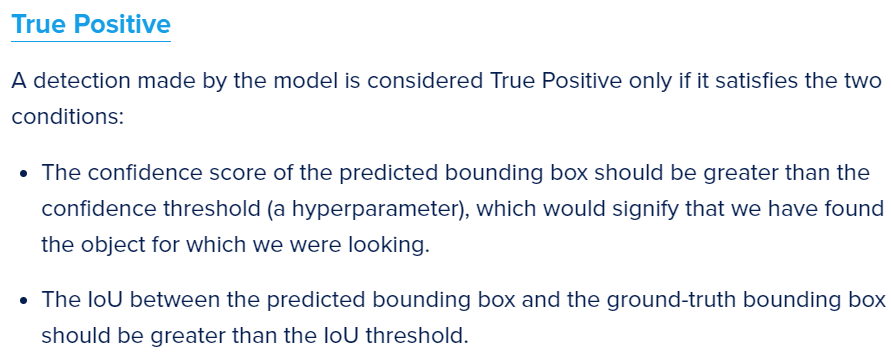 True Positive
A detection made by the model is considered True Positive only if it satisfies the two
conditions:
• The confidence score of the predicted bounding box should be greater than the
confidence threshold (a hyperparameter), which would signify that we have found
the object for which we were looking.
• The IoU between the predicted bounding box and the ground-truth bounding box
should be greater than the IoU threshold.